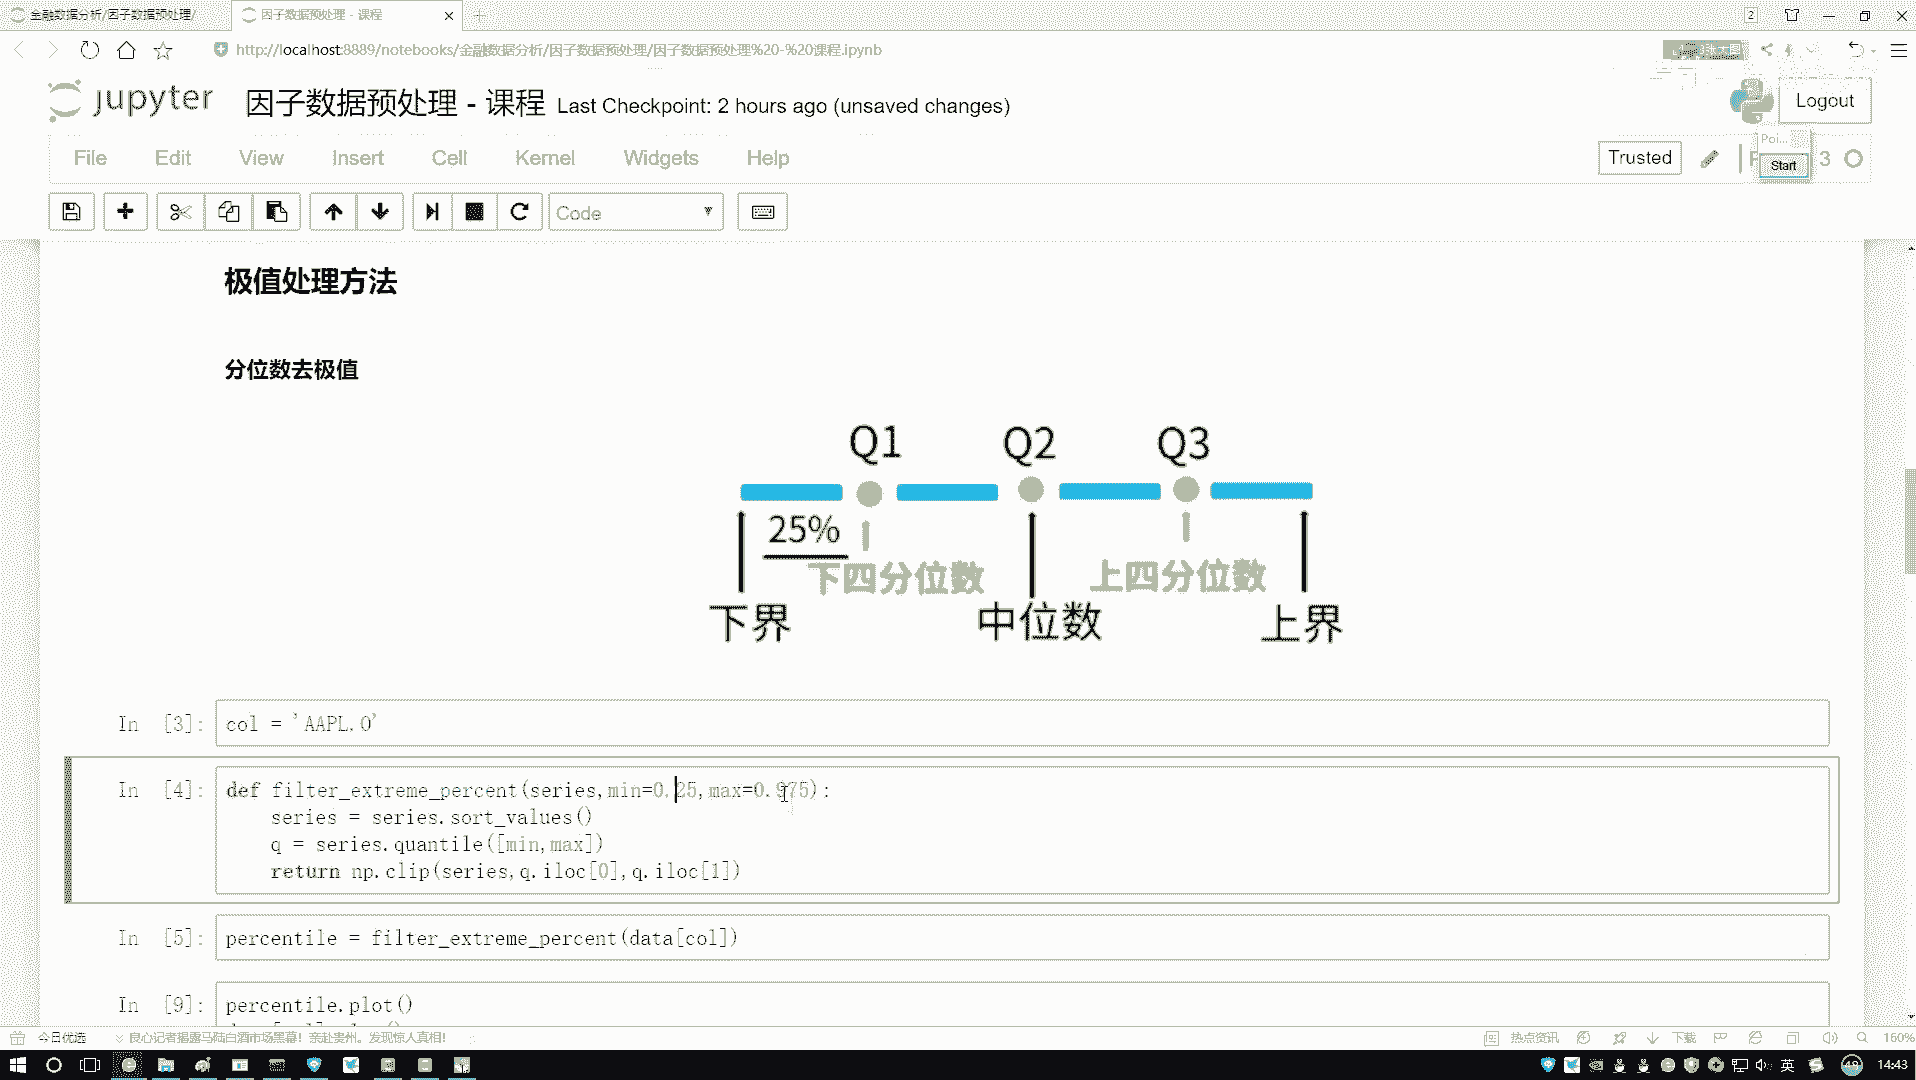 金融数据分析/因子数据预处理/
因子数据预处理 - 课程
2
http://localhost:8889/notebooks/金融数据分析/因子数据预处理/因子数据预处理%20-%20课程.ipynb
jupyter 因子数据预处理 - 课程 Last Checkpoint: 2 hours ago (unsaved changes)
Logout
File Edit View Insert Cell Kernel Widgets Help
Trusted
Poi...
Start
3
Code
极值处理方法
分位数去极值
Q1 Q2 Q3
25%
下四分位数 上四分位数
下界 中位数 上界
In [3]: col = 'AAPL.O'
In [4]: def filter_extreme_percent(series,min=0.25,max=0.975):
series = series.sort_values()
q = series.quantile([min,max])
return np.clip(series,q.iloc[0],q.iloc[1])
In [5]: percentile = filter_extreme_percent(data[col])
In [9]: percentile.plot()
今日优选
良心记者揭露马陆白酒市场黑幕！亲赴贵州。发现惊人真相！
热点资讯
下载
160%
英
14:43